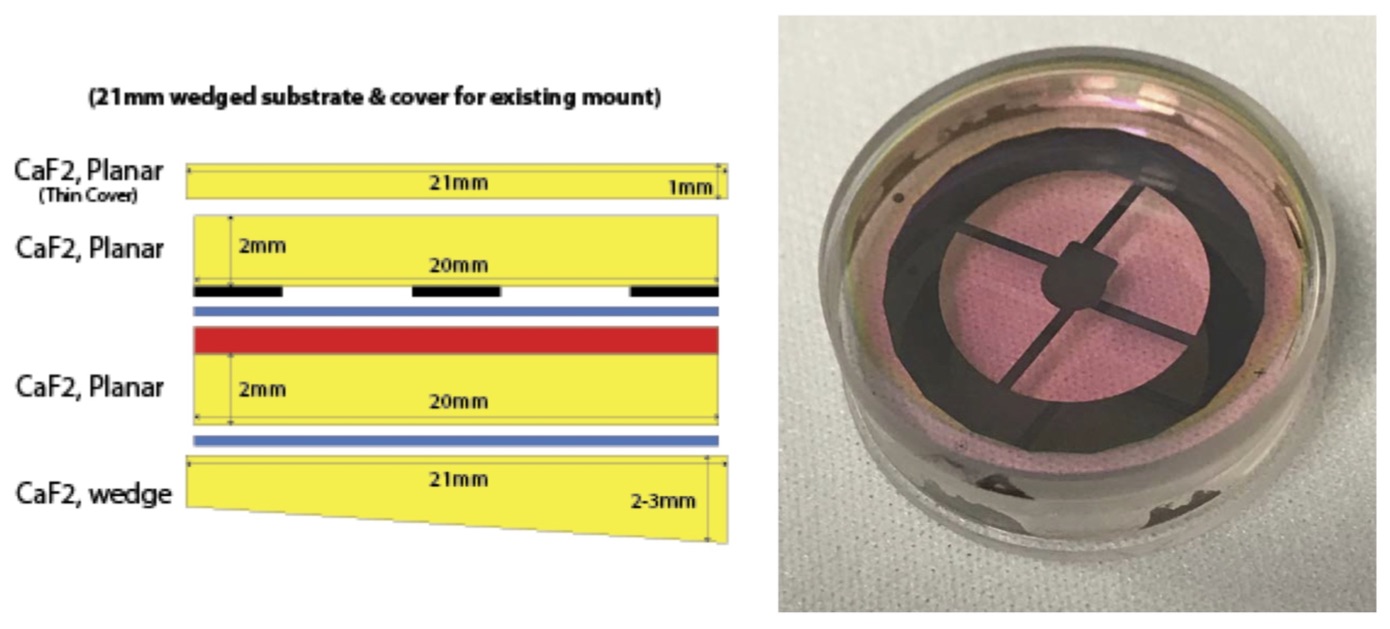 (21mm wedged substrate & cover for existing mount)
CaF2, Planar
(Thin Cover)
21mm
1mm
CaF2, Planar
2mm
20mm
CaF2, Planar
2mm
20mm
CaF2, wedge
21mm
2-3mm